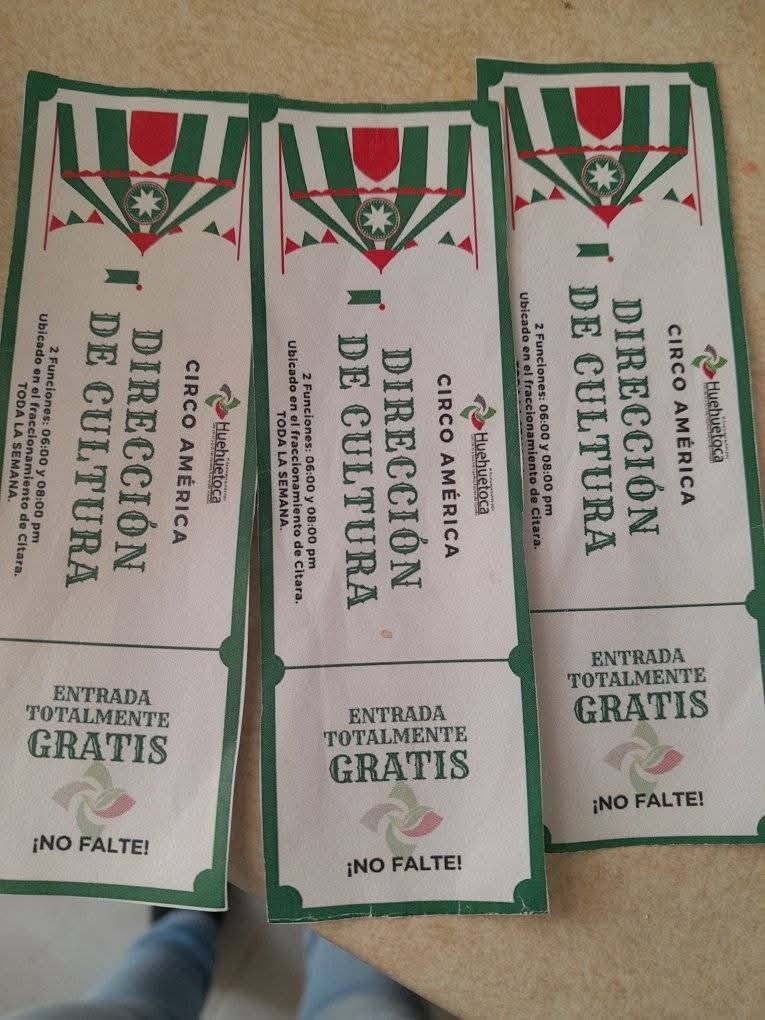 Huehuetoca
CIRCO AMÉRICA
DIRECCIÓN
DE CULTURA
2 Funciones: 06:00 y 08:00 pm
Ubicado en el fraccionamiento de Citara.
TODA LA SEMANA.
ENTRADA
TOTALMENTE
GRATIS
¡NO FALTE!
Huehuetoca
CIRCO AMÉRICA
DIRECCIÓN
DE CULTURA
2 Funciones: 06:00 y 08:00 pm
Ubicado en el fraccionamiento de Citara.
TODA LA SEMANA.
ENTRADA
TOTALMENTE
GRATIS
¡NO FALTE!
Huehuetoca
CIRCO AMÉRICA
DIRECCIÓN
DE CULTURA
2 Funciones: 06:00 y 08:00 pm
Ubicado en el fraccionamiento de Citara.
ENTRADA
TOTALMENTE
GRATIS
¡NO FALTE!